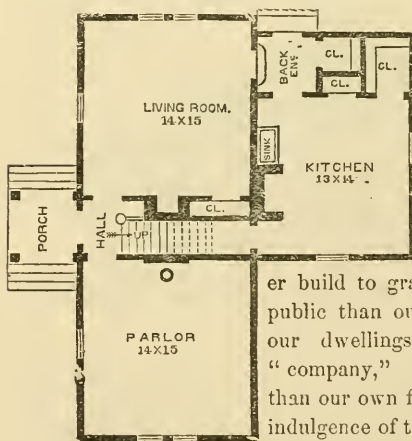 BACK
ENT.
CL.
CL.
CL.
LIVING ROOM.
14X15
SINK
KITCHEN
13X14
CL.
PORCH
HALL
UP
PARLOR
14X15
er build to gra
public than ou
our dwellings
“ company,”
than our own f
indulgence of t